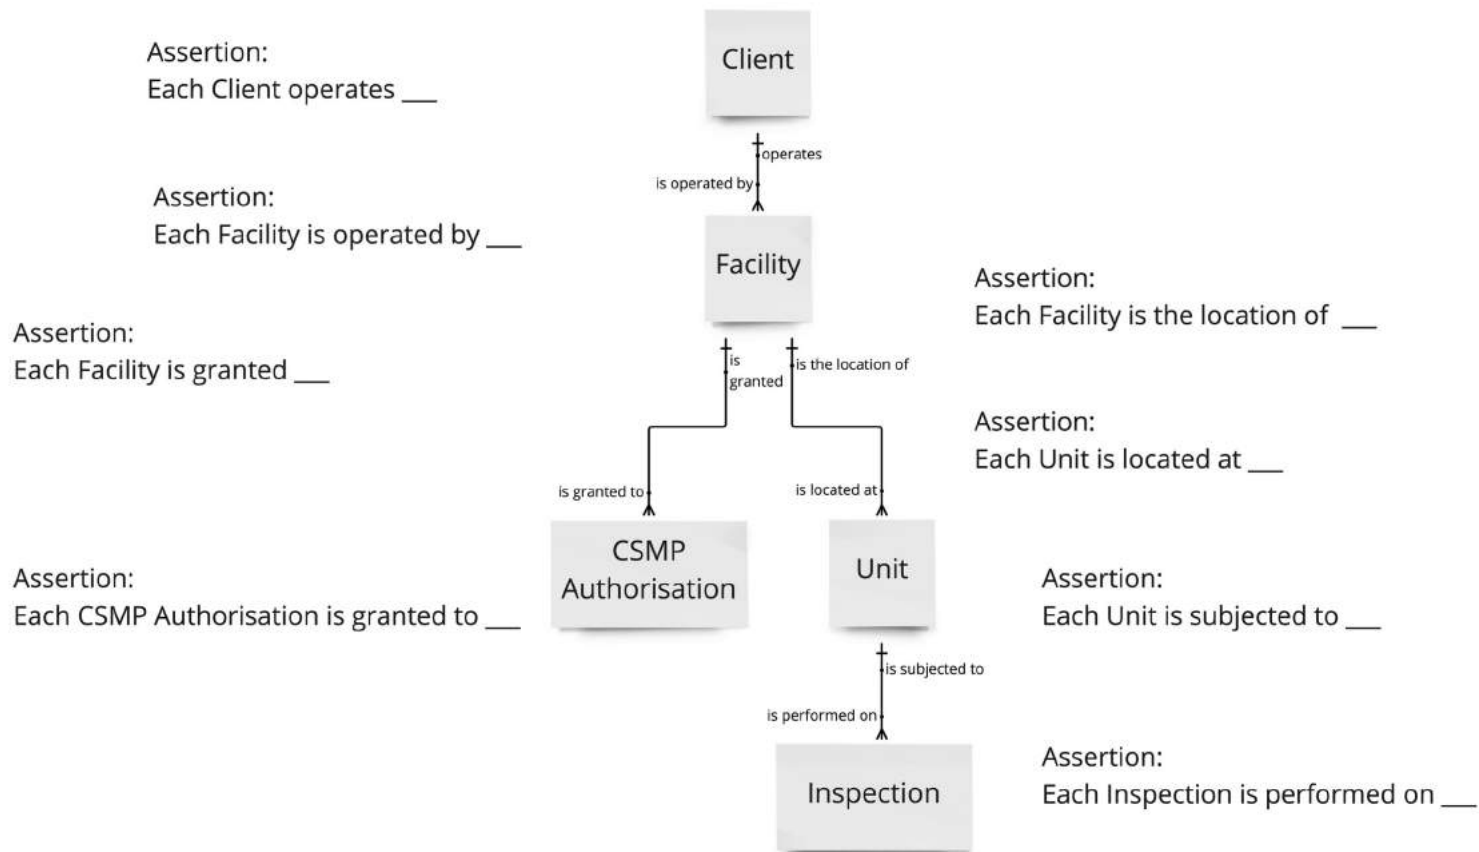 Client
Assertion:
Each Client operates ___
operates
is operated by
Assertion:
Each Facility is operated by ___
Facility
Assertion:
Each Facility is the location of ___
Assertion:
Each Facility is granted ___
is
granted
is the location of
Assertion:
Each Unit is located at ___
is granted to
is located at
CSMP
Authorisation
Unit
Assertion:
Each CSMP Authorisation is granted to ___
Assertion:
Each Unit is subjected to ___
is subjected to
is performed on
Inspection
Assertion:
Each Inspection is performed on ___